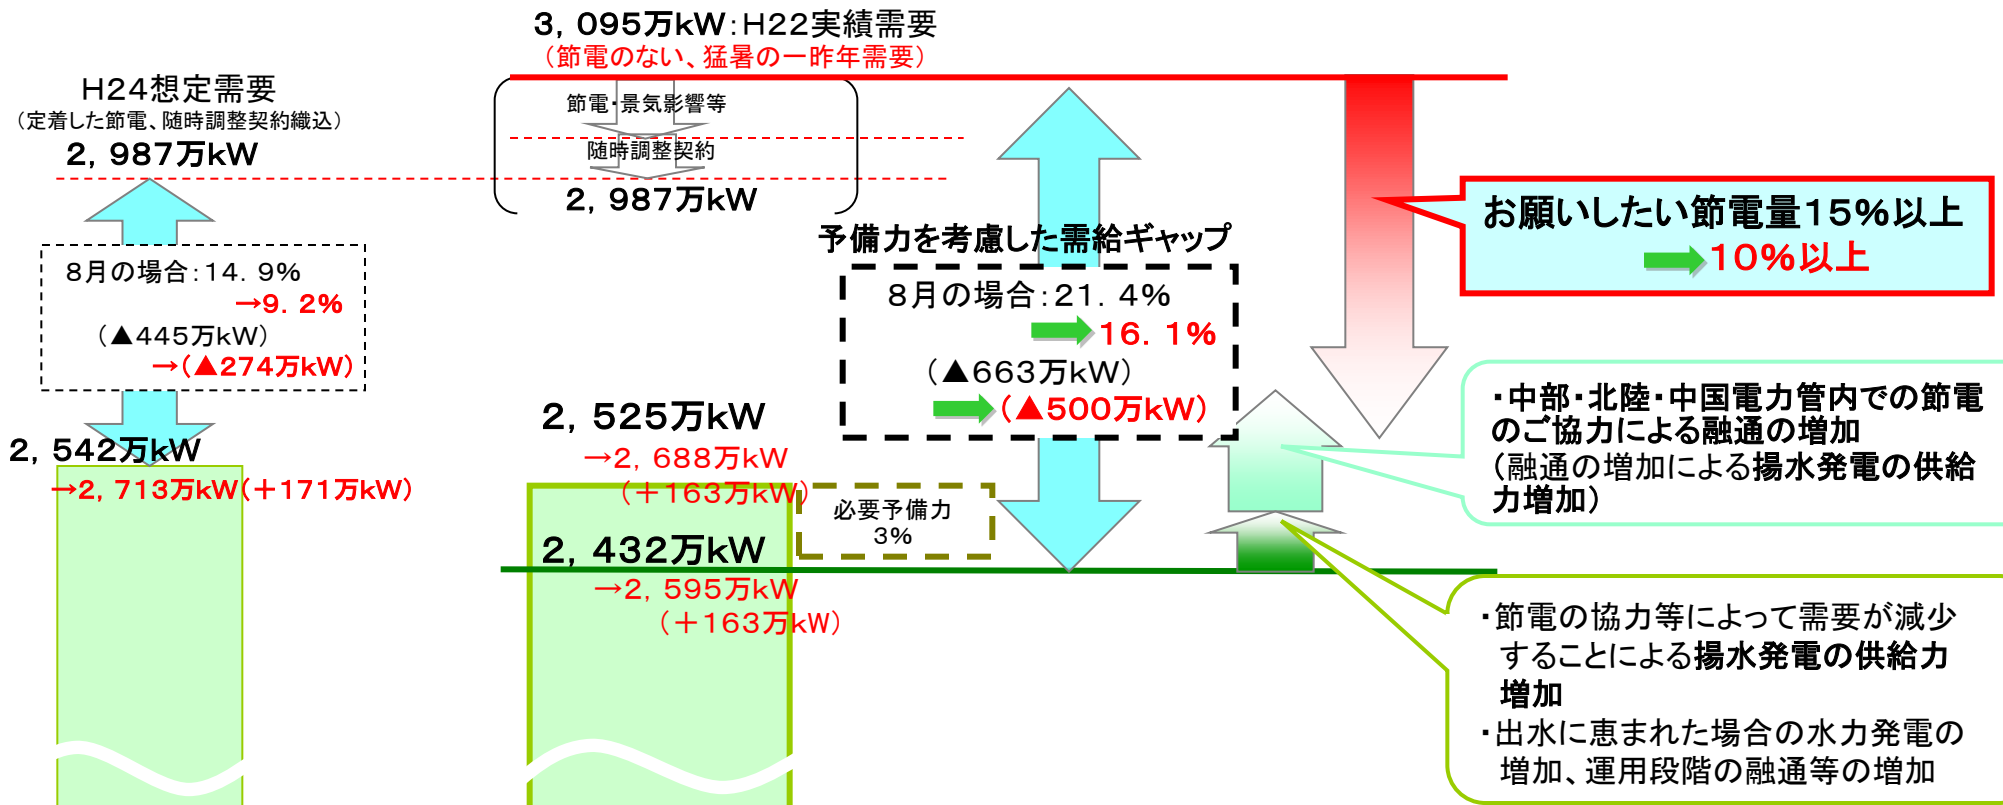 3，095万kW：H22実績需要
（節電のない、猛暑の一昨年需要）
H24想定需要
（定着した節電、随時調整契約織込）
2，987万kW
節電・景気影響等
随時調整契約
2，987万kW
8月の場合：14．9%
→9．2%
（▲445万kW）
→（▲274万kW）
2，542万kW
→2，713万kW（＋171万kW）
予備力を考慮した需給ギャップ
8月の場合：21．4%
16．1%
（▲663万kW）
（▲500万kW）
2，525万kW
→2，688万kW
（＋163万kW）
必要予備力
3%
2，432万kW
→2，595万kW
（＋163万kW）
お願いしたい節電量15%以上
10%以上
・中部・北陸・中国電力管内での節電
のご協力による融通の増加
（融通の増加による揚水発電の供給
力増加）
・節電の協力等によって需要が減少
することによる揚水発電の供給力
増加
・出水に恵まれた場合の水力発電の
増加、運用段階の融通等の増加